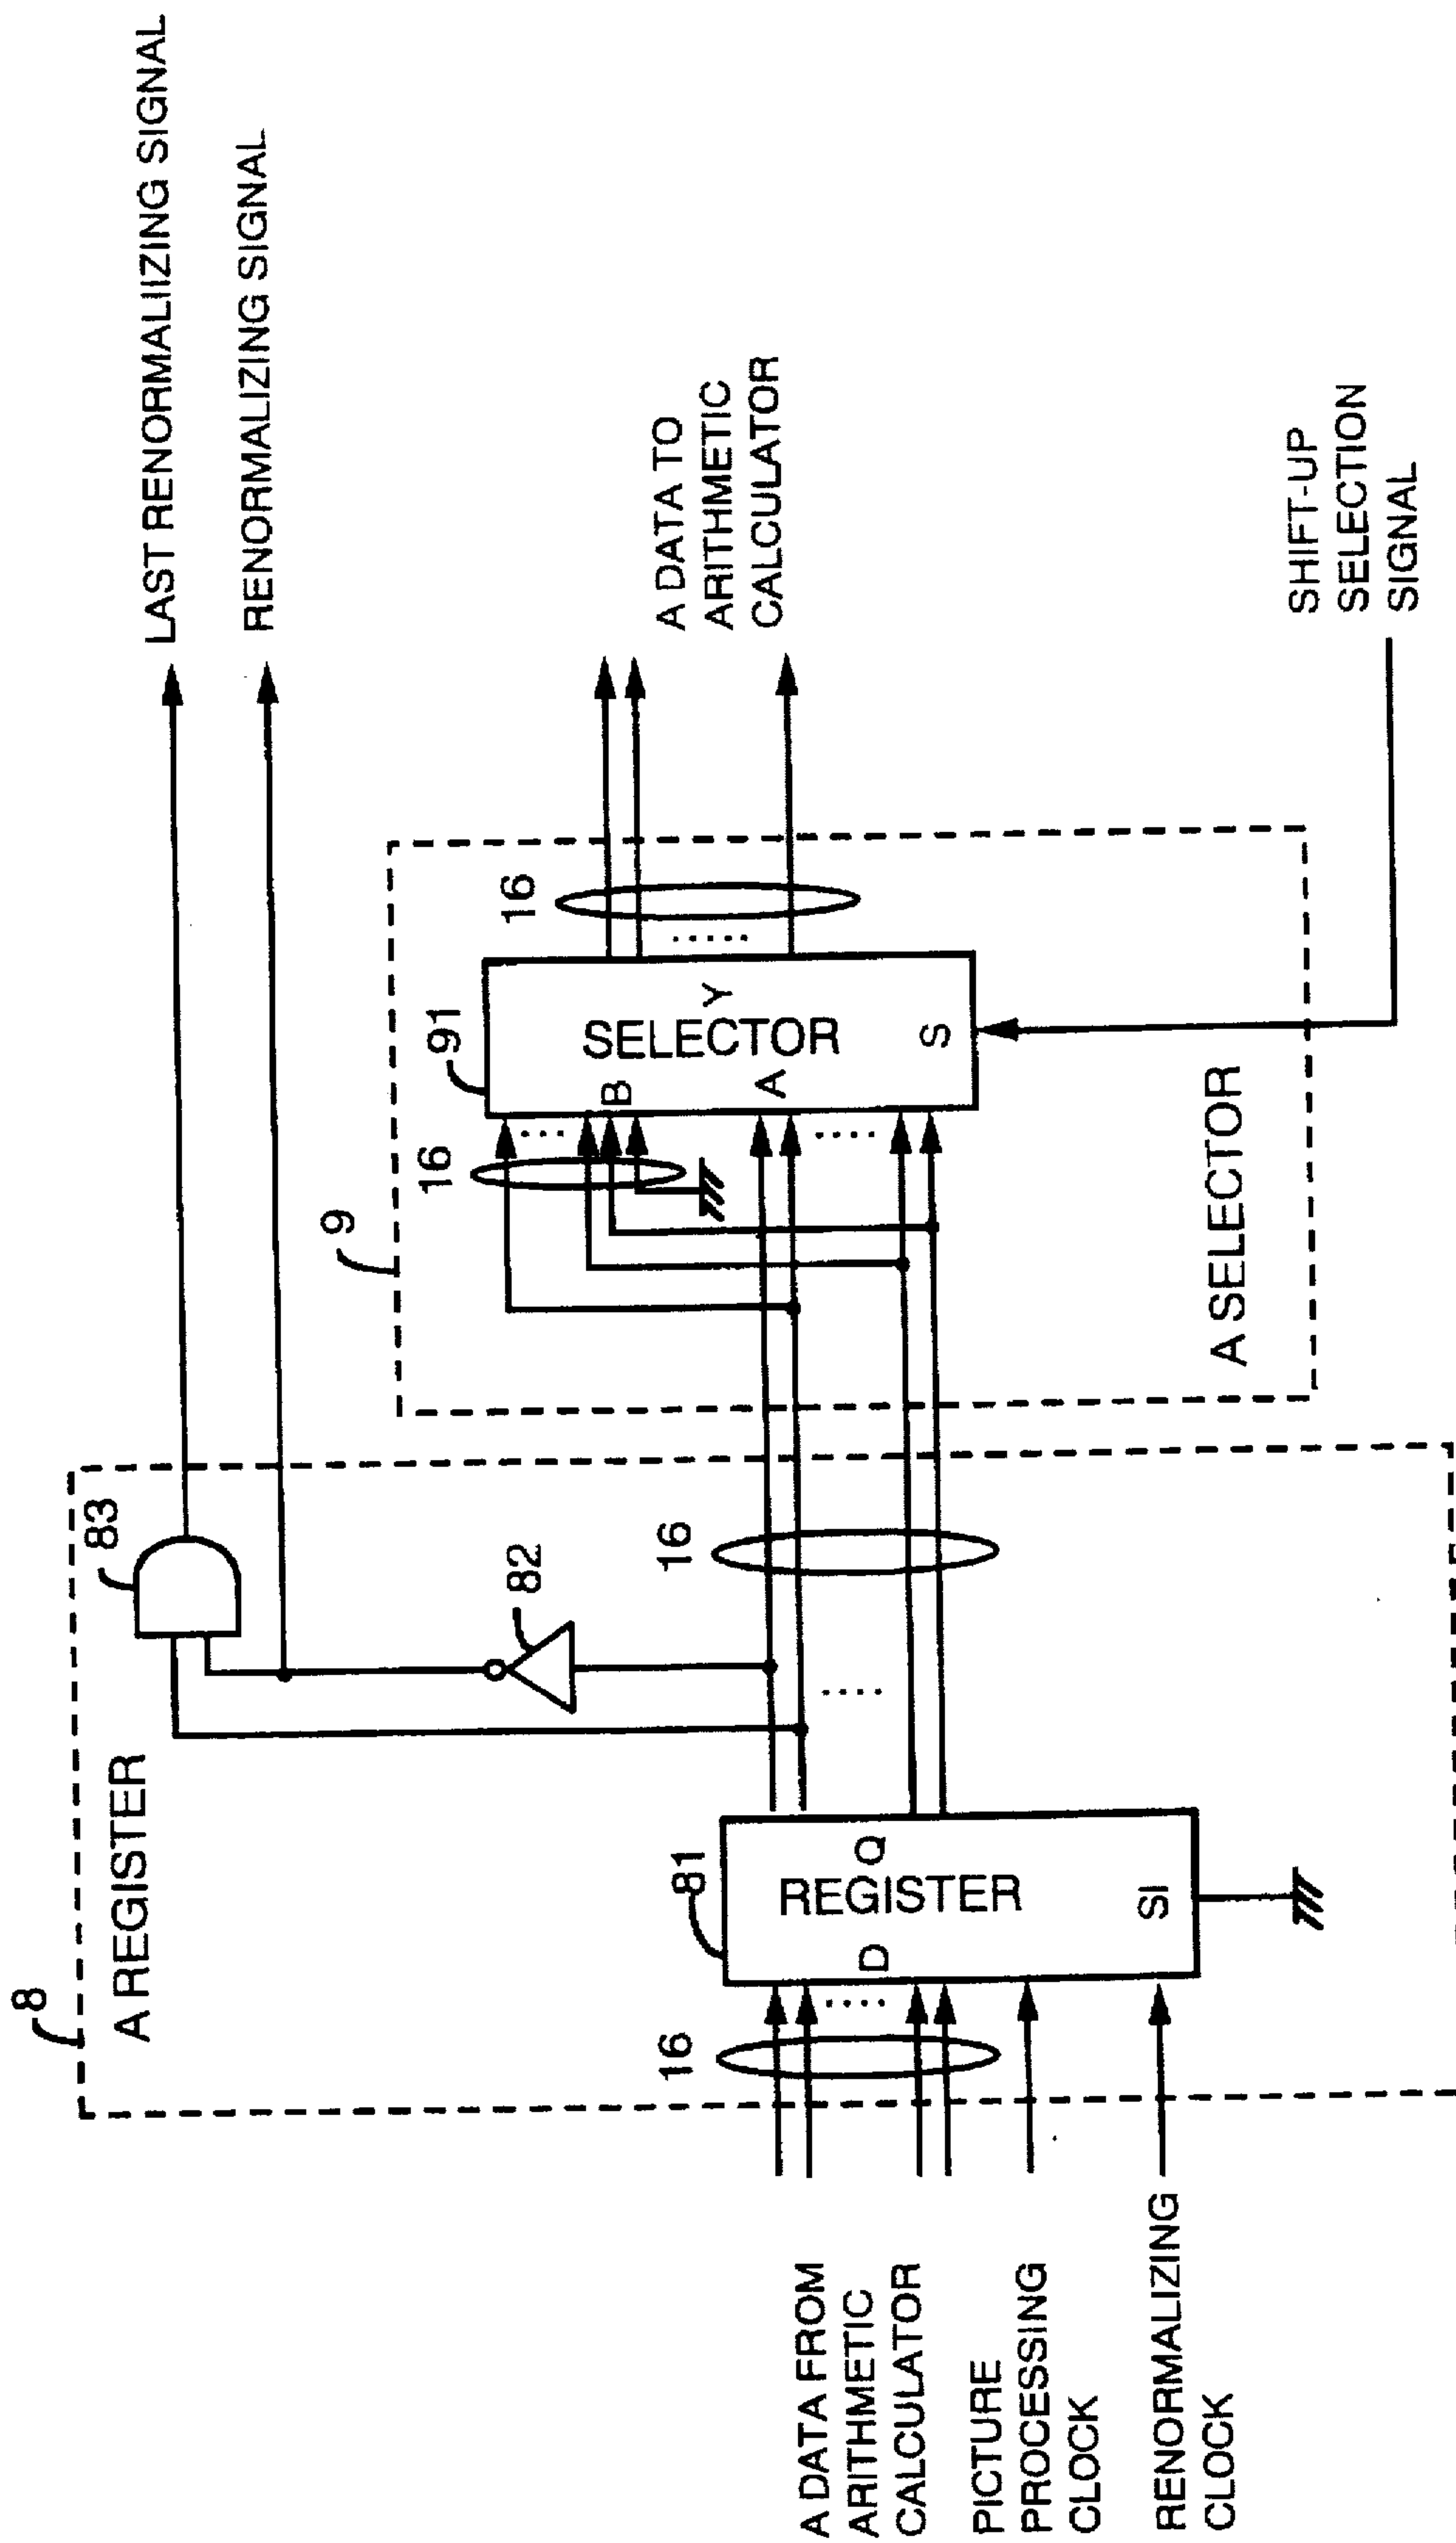 LAST RENORMALIIZING SIGNAL
RENORMALIZING SIGNAL
8
A REGISTER
83
82
16
9
16
91
B
A
Y
SELECTOR
S
16
A DATA TO
ARITHMETIC
CALCULATOR
A SELECTOR
SHIFT-UP
SELECTION
SIGNAL
16
81
D
Q
REGISTER
SI
A DATA FROM
ARITHMETIC
CALCULATOR
PICTURE
PROCESSING
CLOCK
RENORMALIZING
CLOCK